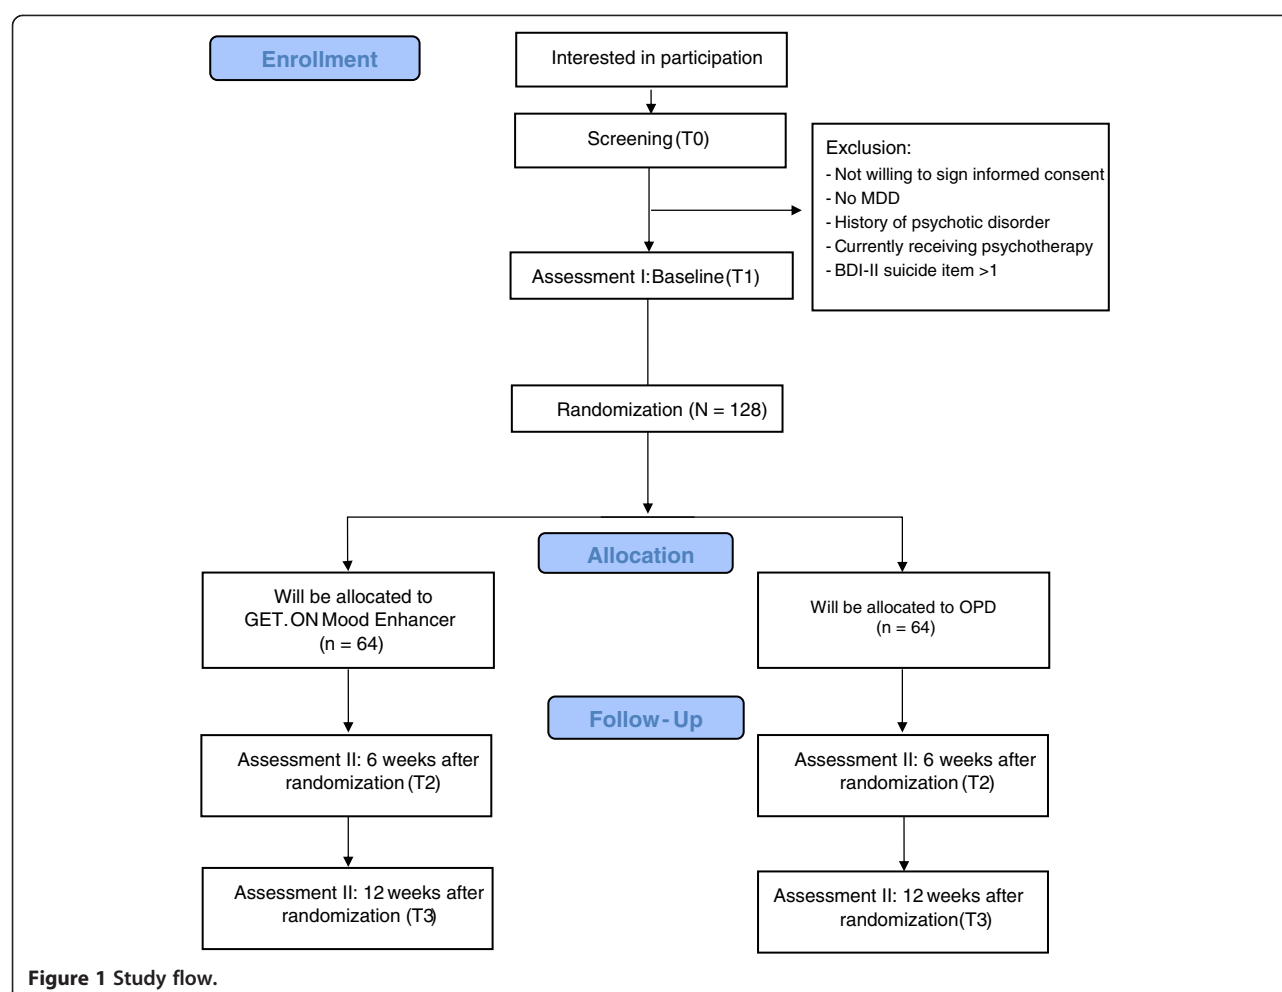 Enrollment
Interested in participation
Screening (T0)
Exclusion:
- Not willing to sign informed consent
- No MDD
- History of psychotic disorder
- Currently receiving psychotherapy
- BDI-II suicide item >1
Assessment I: Baseline (T1)
Randomization (N = 128)
Allocation
Will be allocated to
GET.ON Mood Enhancer
(n = 64)
Will be allocated to OPD
(n = 64)
Follow-Up
Assessment II: 6 weeks after
randomization (T2)
Assessment II: 6 weeks after
randomization (T2)
Assessment II: 12 weeks after
randomization (T3)
Assessment II: 12 weeks after
randomization (T3)
Figure 1 Study flow.